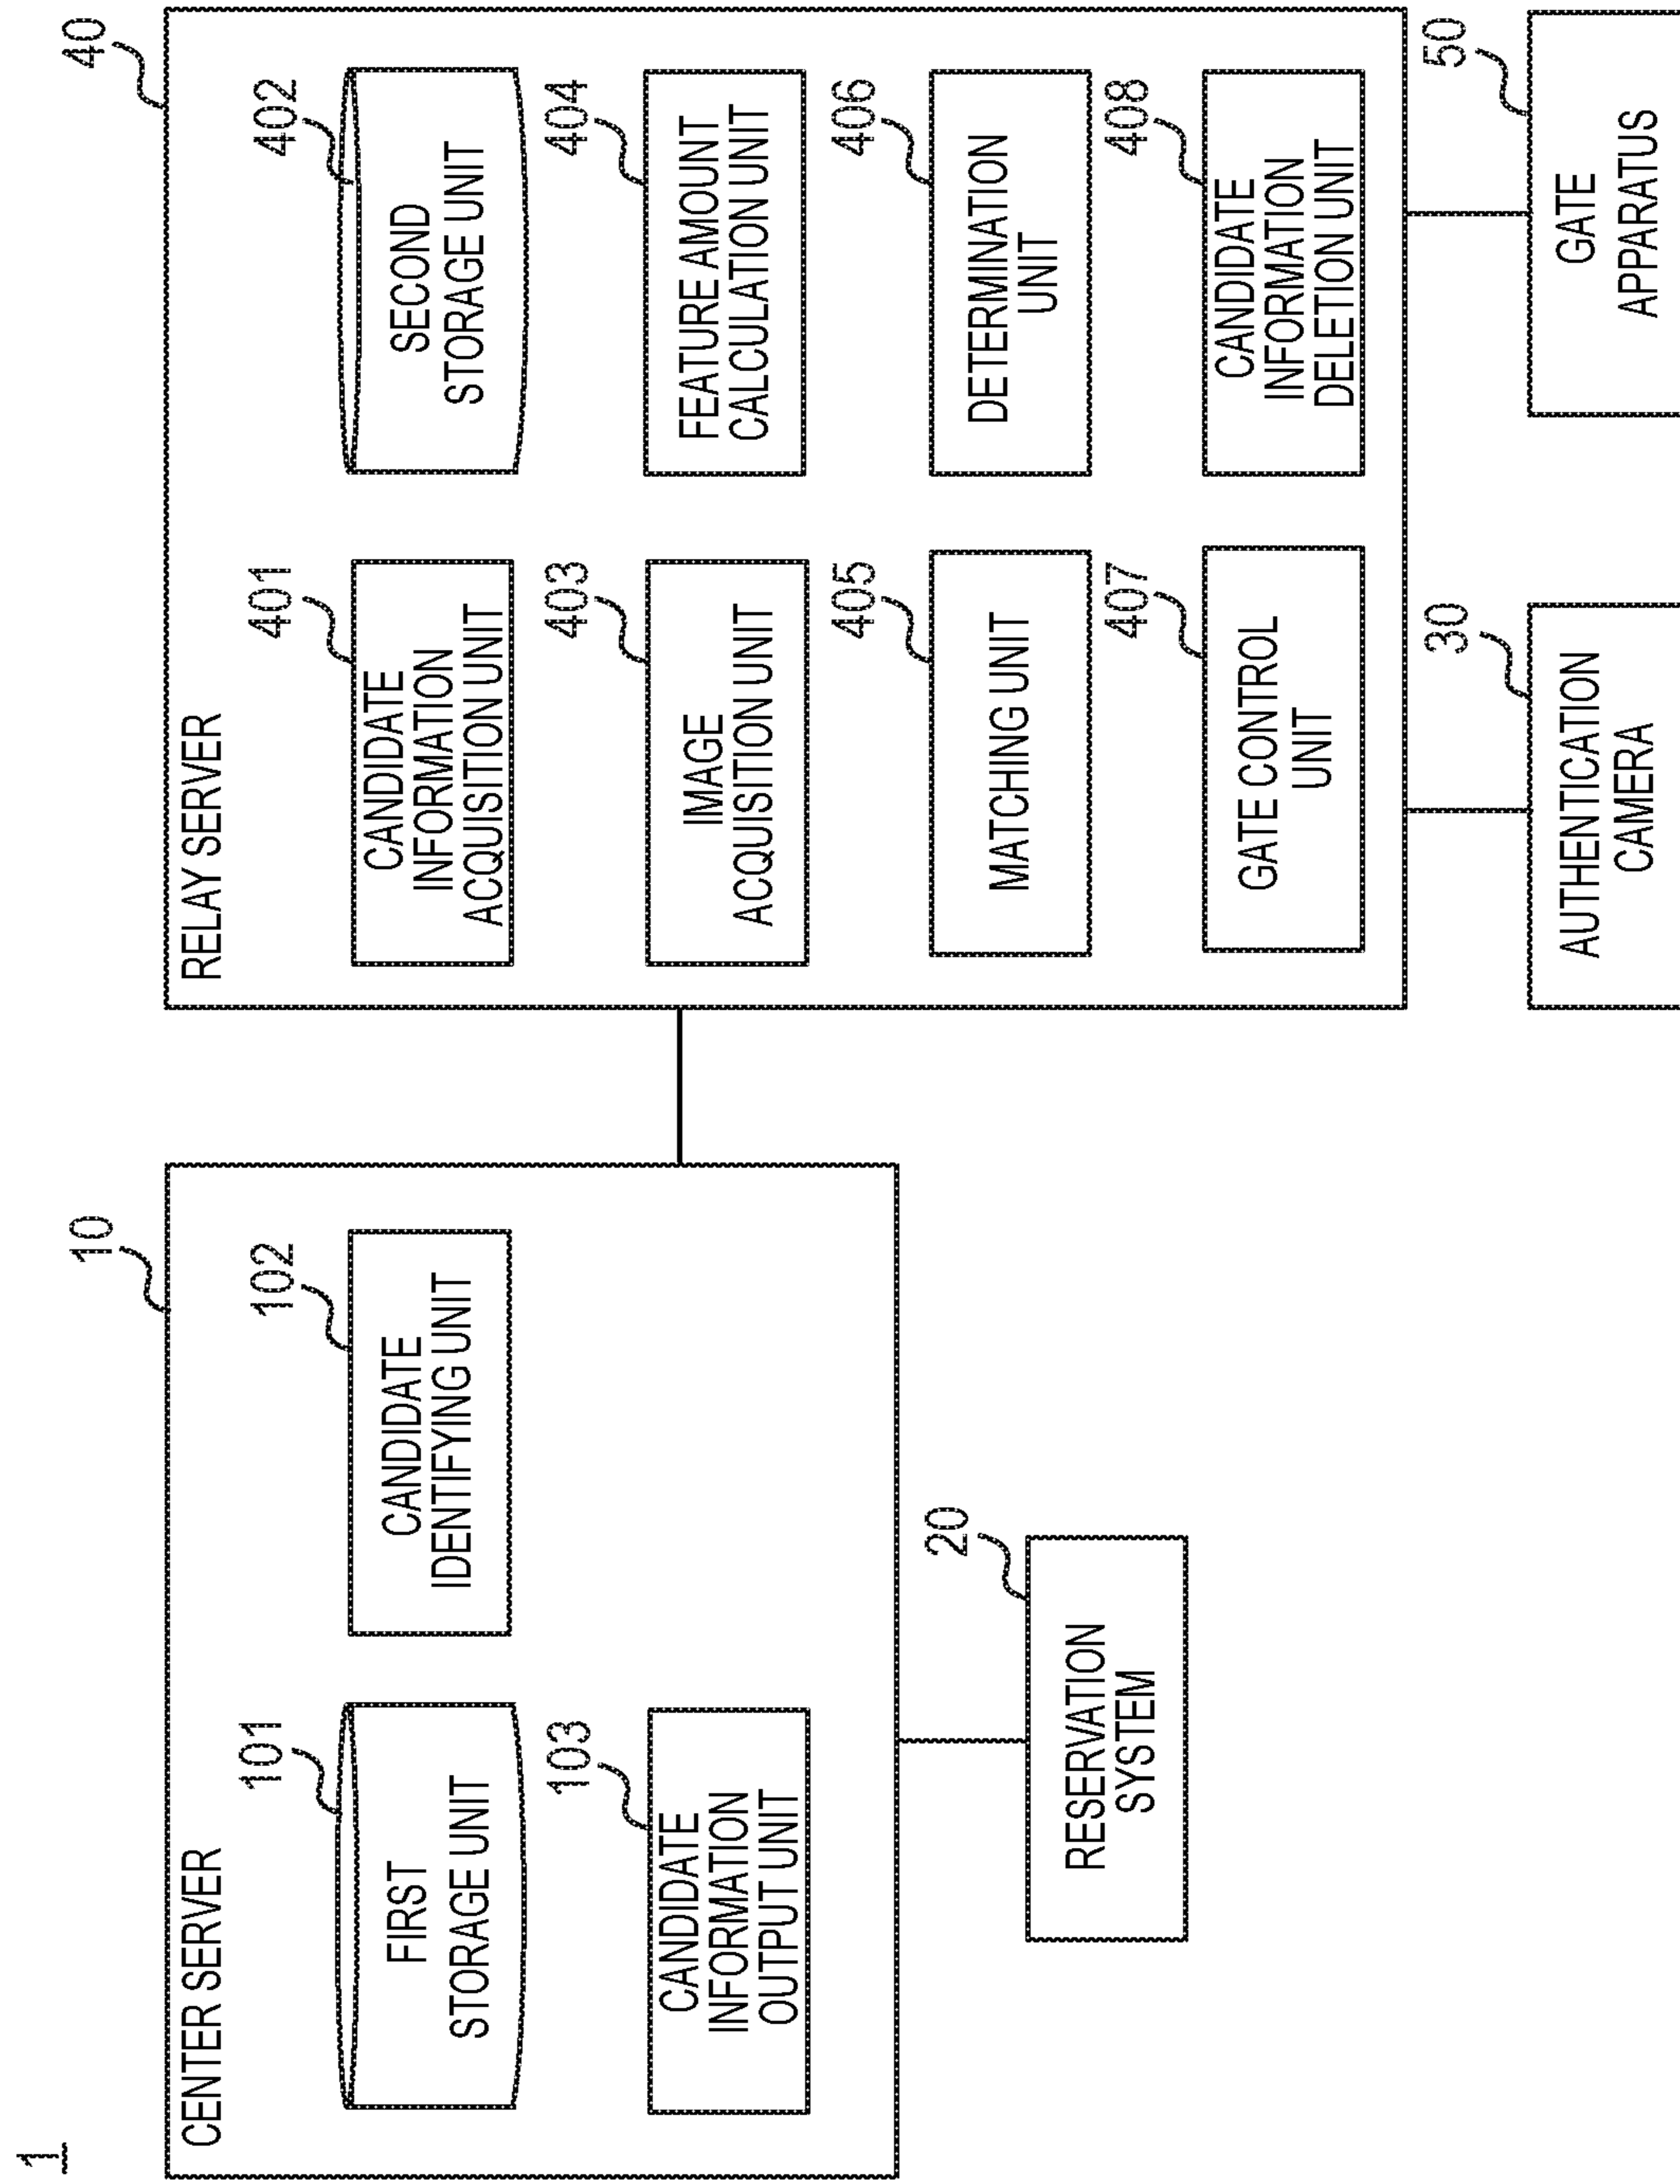 1
10
CENTER SERVER
101
FIRST
STORAGE UNIT
102
CANDIDATE
IDENTIFYING UNIT
103
CANDIDATE
INFORMATION
OUTPUT UNIT
20
RESERVATION
SYSTEM
40
RELAY SERVER
401
CANDIDATE
INFORMATION
ACQUISITION UNIT
402
SECOND
STORAGE UNIT
403
IMAGE
ACQUISITION UNIT
404
FEATURE AMOUNT
CALCULATION UNIT
405
MATCHING UNIT
406
DETERMINATION
UNIT
407
GATE CONTROL
UNIT
408
CANDIDATE
INFORMATION
DELETION UNIT
30
AUTHENTICATION
CAMERA
50
GATE
APPARATUS